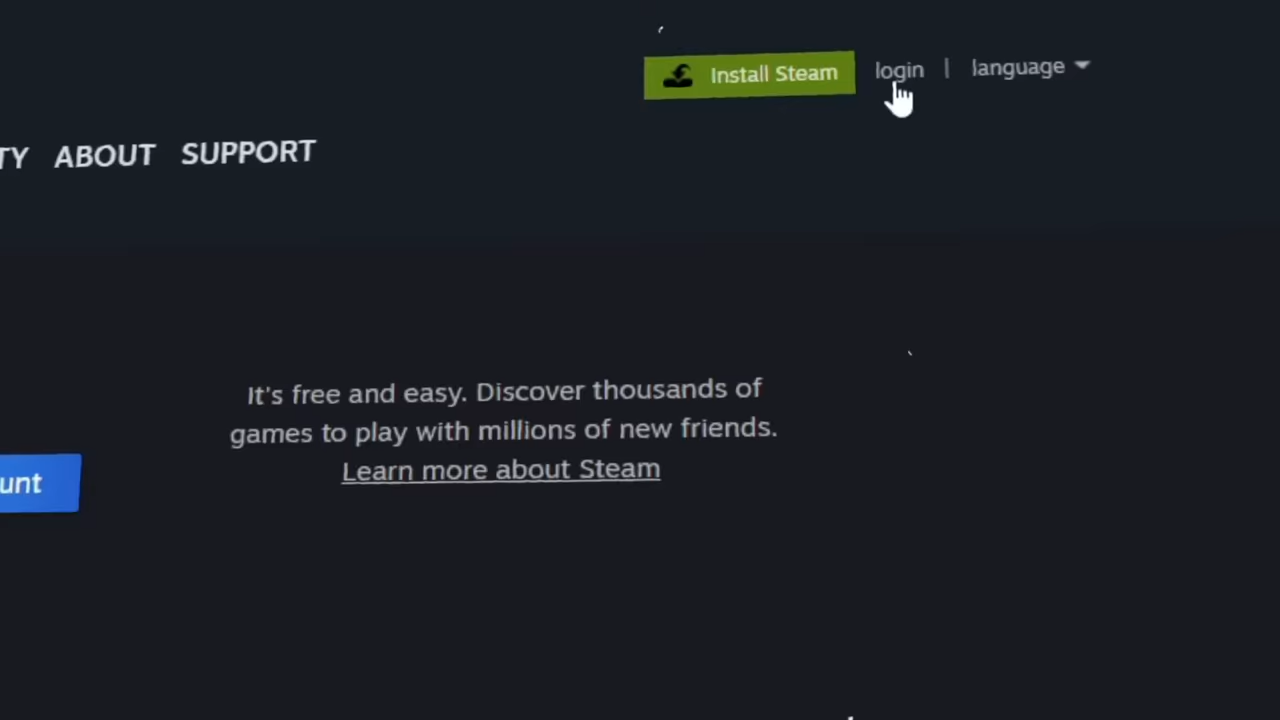 Install Steam login | language
TY ABOUT SUPPORT
It's free and easy. Discover thousands of
games to play with millions of new friends.
Learn more about Steam
unt